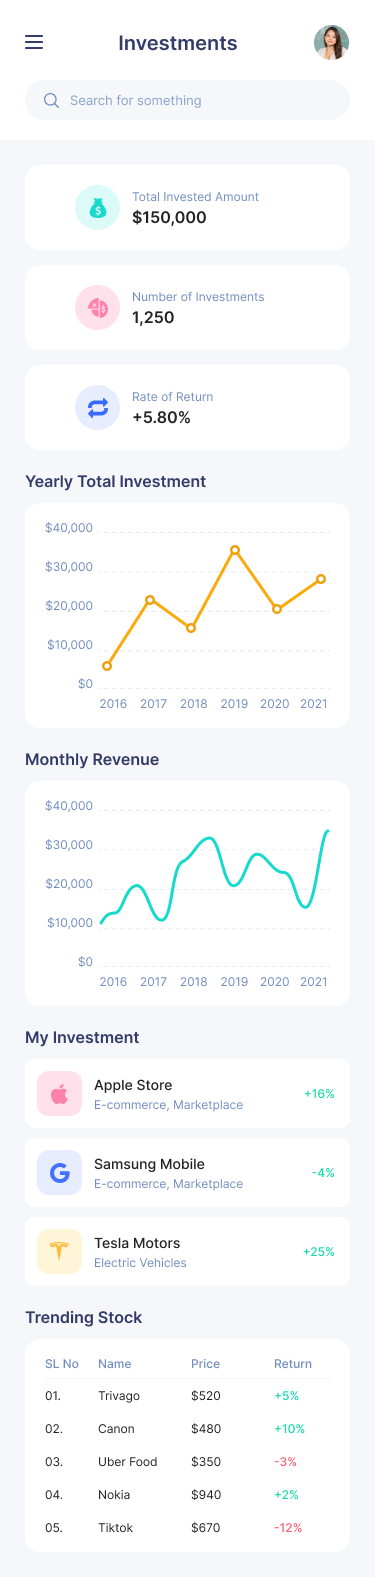 Investments
Search for something
Total Invested Amount
$150,000
Number of Investments
1,250
Rate of Return
+5.80%
Yearly Total Investment
$40,000
$30,000
$20,000
$10,000
$0
2016 2017 2018 2019 2020 2021
Monthly Revenue
$40,000
$30,000
$20,000
$10,000
$0
2016 2017 2018 2019 2020 2021
My Investment
Apple Store
E-commerce, Marketplace
+16%
Samsung Mobile
E-commerce, Marketplace
-4%
Tesla Motors
Electric Vehicles
+25%
Trending Stock
SL No Name Price Return
01. Trivago $520 +5%
02. Canon $480 +10%
03. Uber Food $350 -3%
04. Nokia $940 +2%
05. Tiktok $670 -12%